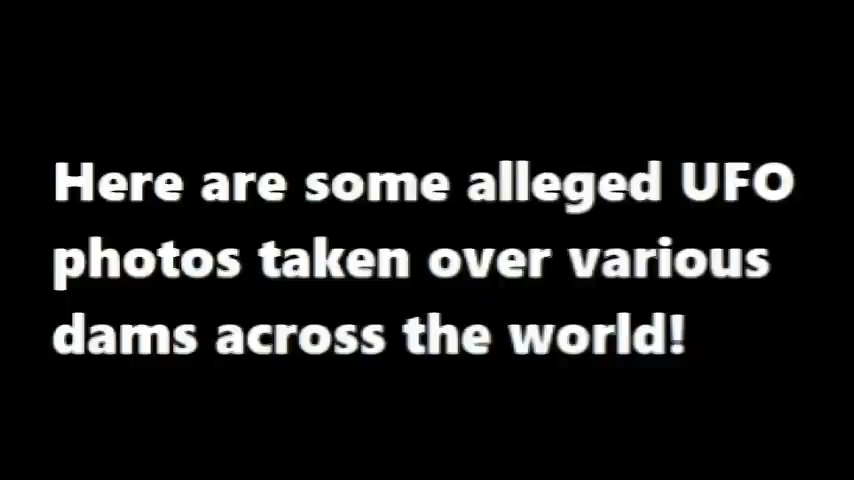 Here are some alleged UFO
photos taken over various
dams across the world!